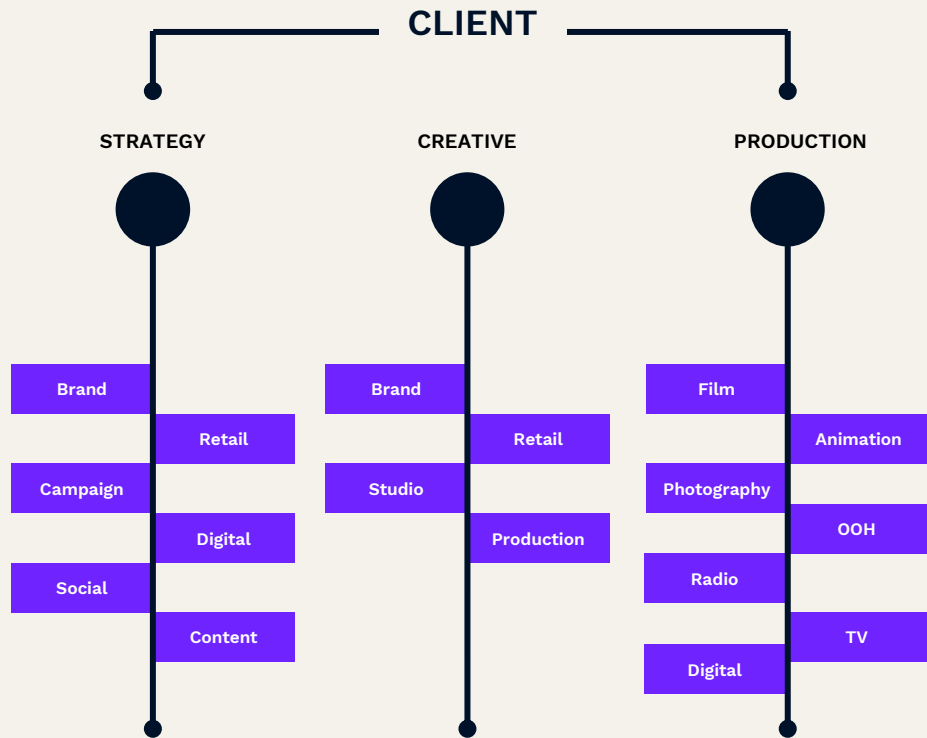 CLIENT
STRATEGY
CREATIVE
PRODUCTION
Brand
Retail
Campaign
Digital
Social
Content
Brand
Retail
Studio
Production
Film
Animation
Photography
OOH
Radio
TV
Digital